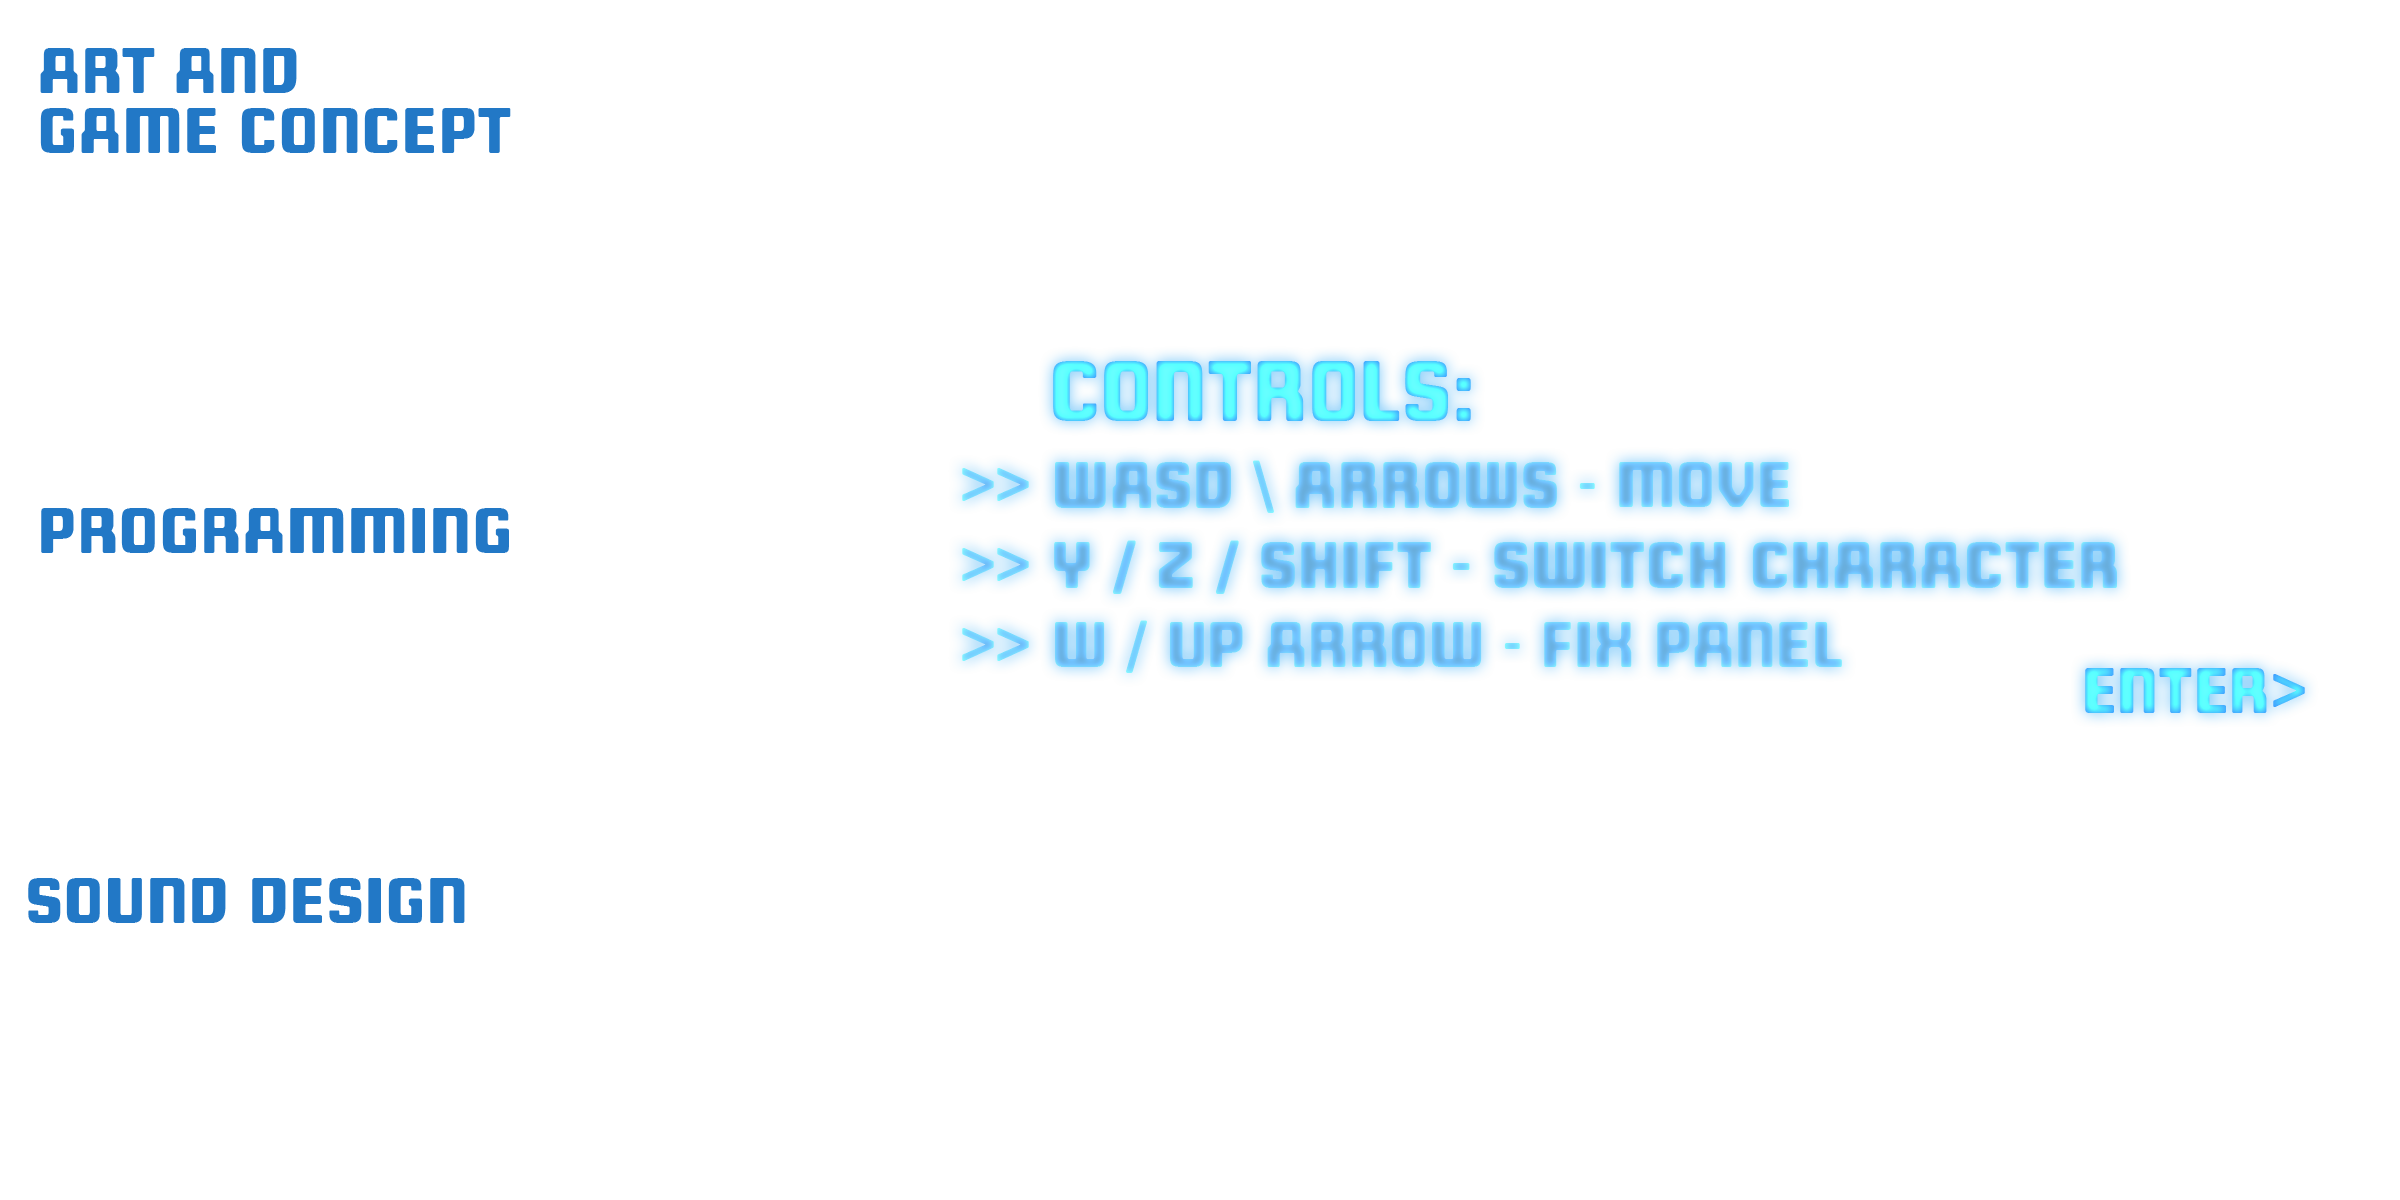 ART AND
GAME CONCEPT
PROGRAMMING
SOUND DESIGN
CONTROLS:
>> WASD \ ARROWS - MOVE
>> Y / Z / SHIFT - SWITCH CHARACTER
>> W / UP ARROW - FIX PANEL
ENTER>